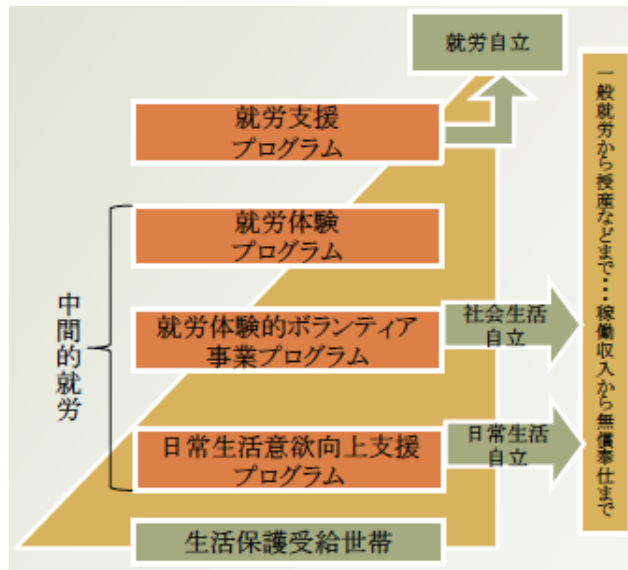 就労自立
就労支援
プログラム
就労体験
プログラム
中間的就労
就労体験的ボランティア
事業プログラム
社会生活
自立
日常生活意欲向上支援
プログラム
日常生活
自立
生活保護受給世帯
一般就労から授産などまで・・・稼働収入から無償奉仕まで